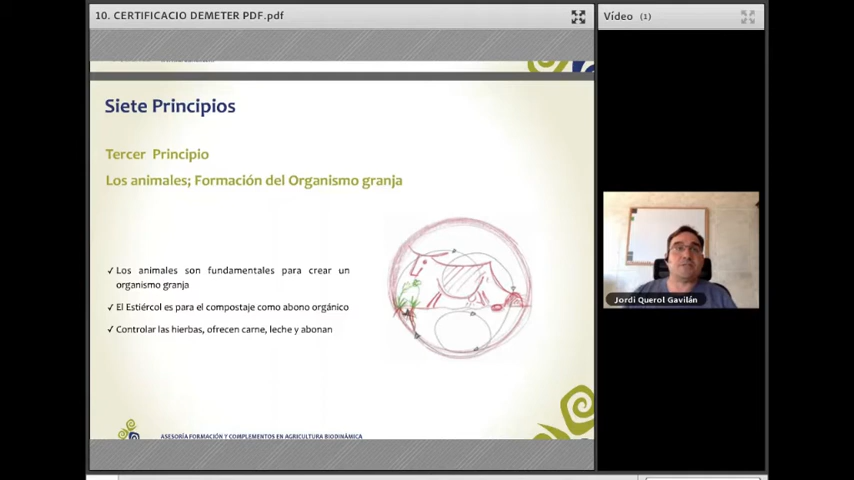 10. CERTIFICACIO DEMETER PDF.pdf
Vídeo (1)
Siete Principios
Tercer Principio
Los animales; Formación del Organismo granja
✓ Los animales son fundamentales para crear un
organismo granja
✓ El Estiércol es para el compostaje como abono orgánico
✓ Controlar las hierbas, ofrecen carne, leche y abonan
Jordi Querol Gavilán
ASESORÍA FORMACIÓN Y COMPLEMENTOS EN AGRICULTURA BIODINÁMICA